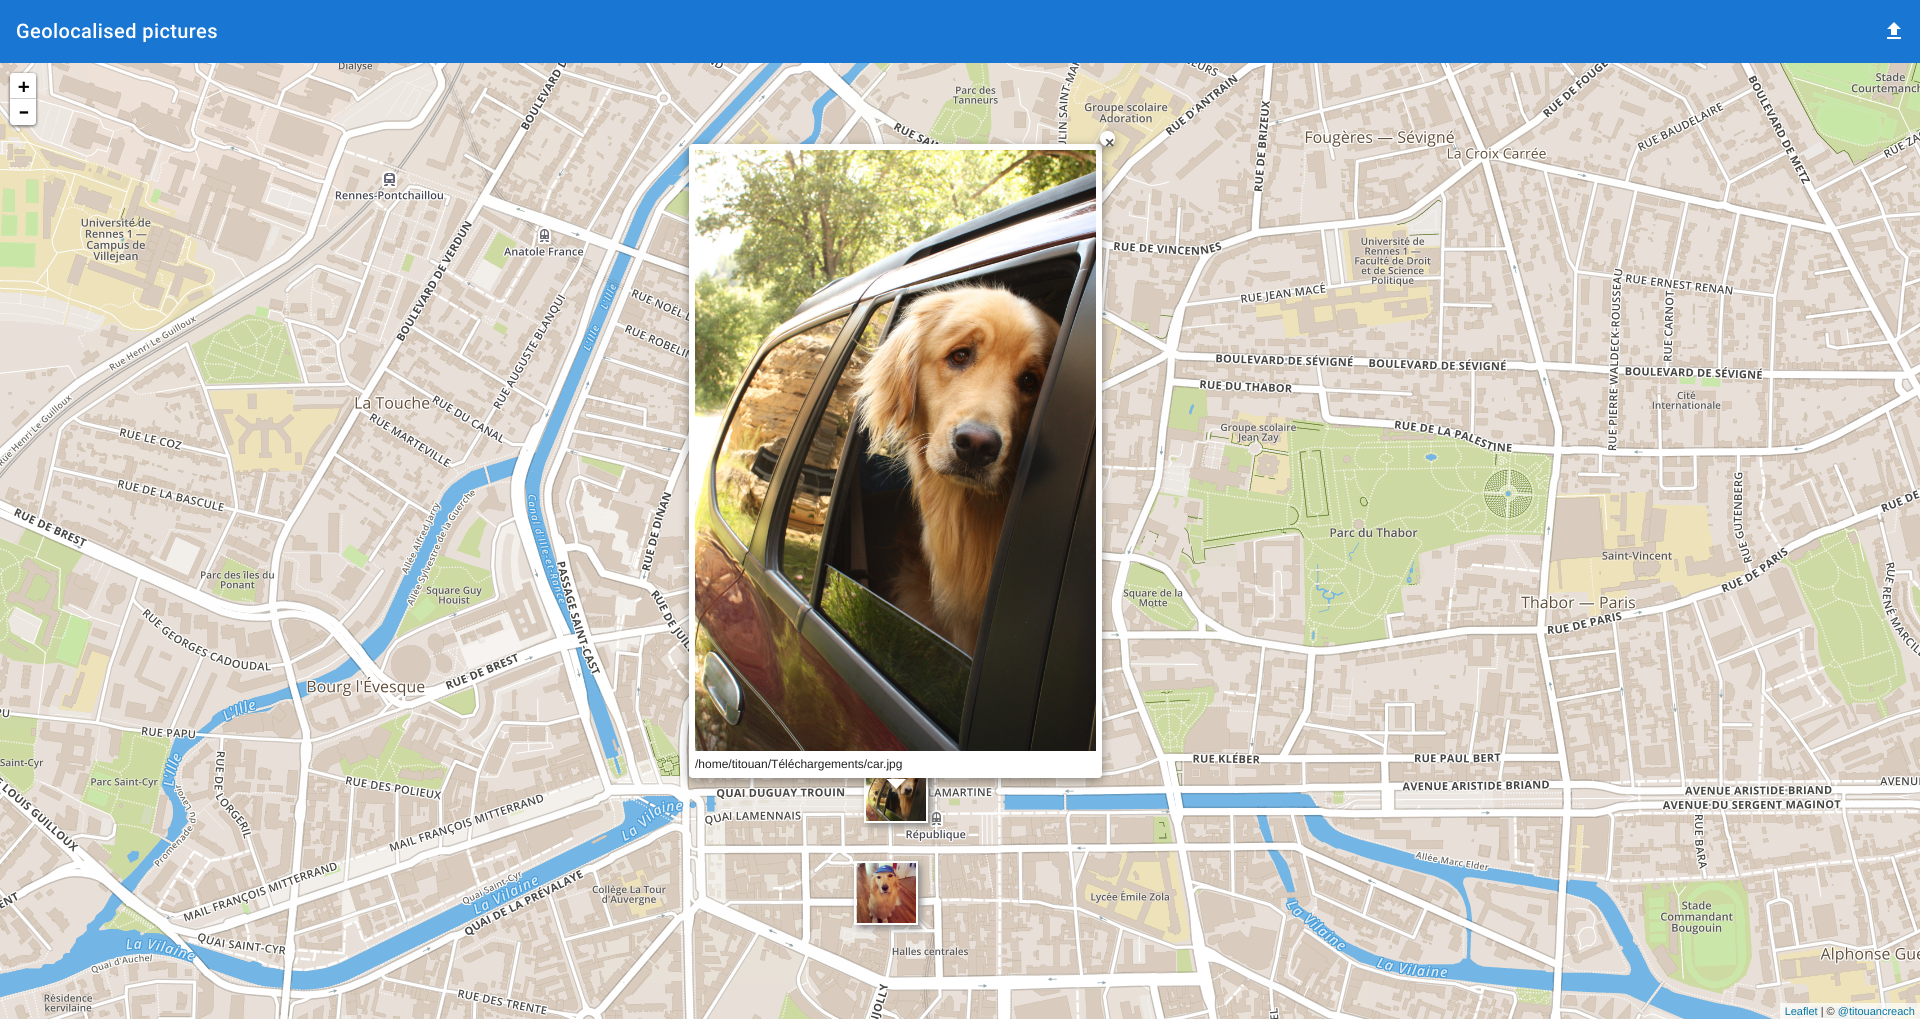 Geolocalised pictures
+
-
Dialyse
BOULEVARD
Parc des
Tanneurs
Groupe scolaire
Adoration
RUE D'ANTRAIN
RUE DE BRIZEUX
Fougères — Sévigné
La Croix Carrée
RUE DE FOUGE
RUE BAUDELAIRE
BOULEVARD DE METZ
Stade
Courtemanch
RUE ZA
RUE SAI
×
Rennes-Pontchaillou
Université de
Rennes 1 —
Campus de
Villejean
Anatole France
BOULEVARD DE VERDUN
RUE DE VINCENNES
Université de
Rennes 1 —
Faculté de Droit
et de Science
Politique
RUE JEAN MACÉ
RUE ERNEST RENAN
RUE CARNOT
RUE PIERRE WALDECK-ROUSSEAU
L'Ille
L'Ille
RUE NOEL
RUE ROBELIN
RUE AUGUSTE BLANQUI
Rue Henri Le Guilloux
Rue Henri Le Guilloux
BOULEVARD DE SÉVIGNÉ
BOULEVARD DE SÉVIGNÉ
BOULEVARD DE SÉVIGNÉ
RUE DU THABOR
Cité
Internationale
La Touche
RUE DU CANAL
RUE MARTEVILLE
RUE LE COZ
RUE DE LA BASCULE
Groupe scolaire
Jean Zay
RUE DE LA PALESTINE
RUE GUTENBERG
RUE DE BREST
Allée Alfred Jarry
Allée Sylvestre de la Guerche
Canal d'Ille-et-Rance
RUE DE DINAN
PASSAGE SAINT-CAST
Parc du Thabor
Saint-Vincent
RUE DE PARIS
RUE DE
RUE RENÉ MARCIL
Parc des îles du
Ponant
Square Guy
Houist
RUE DE JUIL
Square de la
Motte
Thabor — Paris
RUE DE PARIS
RUE GEORGES CADOUDAL
Bourg l'Évesque
RUE DE BREST
L'Ille
RUE PAPU
Saint-Cyr
Parc Saint-Cyr
L'Ille
RUE DE LORGERIL
RUE DES POLIEUX
LOUIS GUILLOUX
Promenade du Lavatoir
MAIL FRANÇOIS MITTERRAND
MAIL FRANÇOIS MITTERRAND
/home/titouan/Téléchargements/car.jpg
QUAI DUGUAY TROUIN
LAMARTINE
QUAI LAMENNAIS
République
RUE KLÉBER
RUE PAUL BERT
AVENUE ARISTIDE BRIAND
AVENUE ARISTIDE BRIAND
AVENUE DU SERGENT MAGINOT
AVENU
RUE BARA
La Vilaine
Quai Saint-Cyr
La Vilaine
QUAI DE LA PRÉVALAYE
Collège La Tour
d'Auvergne
Lycée Émile Zola
Allée Marc Elder
Stade
Commandant
Bougouin
Halles centrales
La Vilaine
La Vilaine
Alphonse Gue
QUAI SAINT-CYR
La Vilaine
Quai d'Auchel
Résidence
kervilaine
RUE DES TRENTE
JOLLY
Leaflet | © @titouancreach